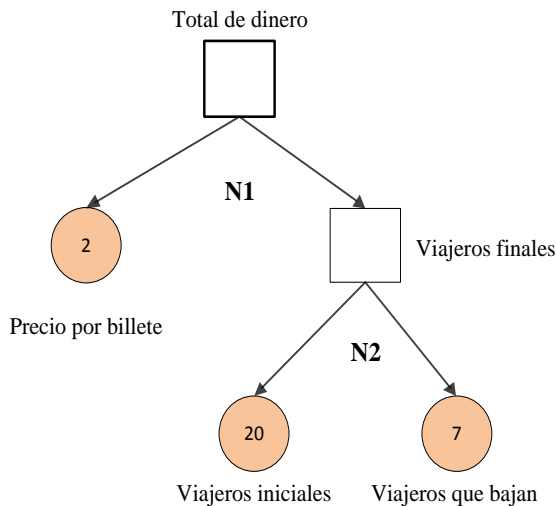 Total de dinero
N1
2
Viajeros finales
Precio por billete
N2
20
7
Viajeros iniciales
Viajeros que bajan